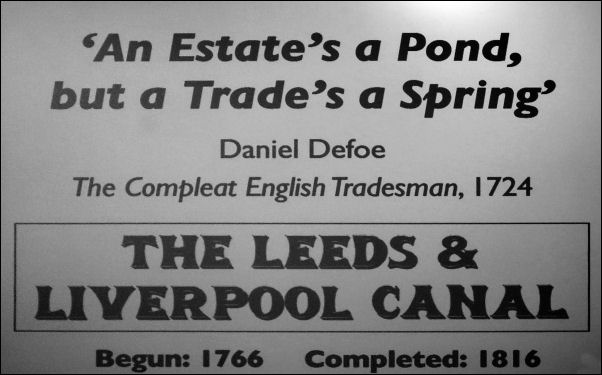 ‘An Estate’s a Pond,
but a Trade’s a Spring’
Daniel Defoe
The Compleat English Tradesman, 1724
THE LEEDS &
LIVERPOOL CANAL
Begun: 1766 Completed: 1816